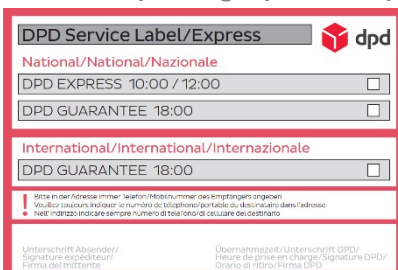 DPD Service Label/Express
dpd
National/National/Nazionale
DPD EXPRESS 10:00 / 12:00
DPD GUARANTEE 18:00
International/International/Internazionale
DPD GUARANTEE 18:00
! Bitte in der Adresse immer Telefon/Mobilnummer des Empfängers angeben
Veuillez toujours indiquer le numéro de téléphone/portable du destinataire dans l'adresse
Nell'indirizzo indicare sempre numero di telefono/di cellulare del destinario
Unterschrift Absender/
Signature expéditeur/
Firma del mittente
Übernahmezeit/Unterschrift DPD/
Heure de prise en charge/Signature DPD/
Orario di ritiro/Firma DPD